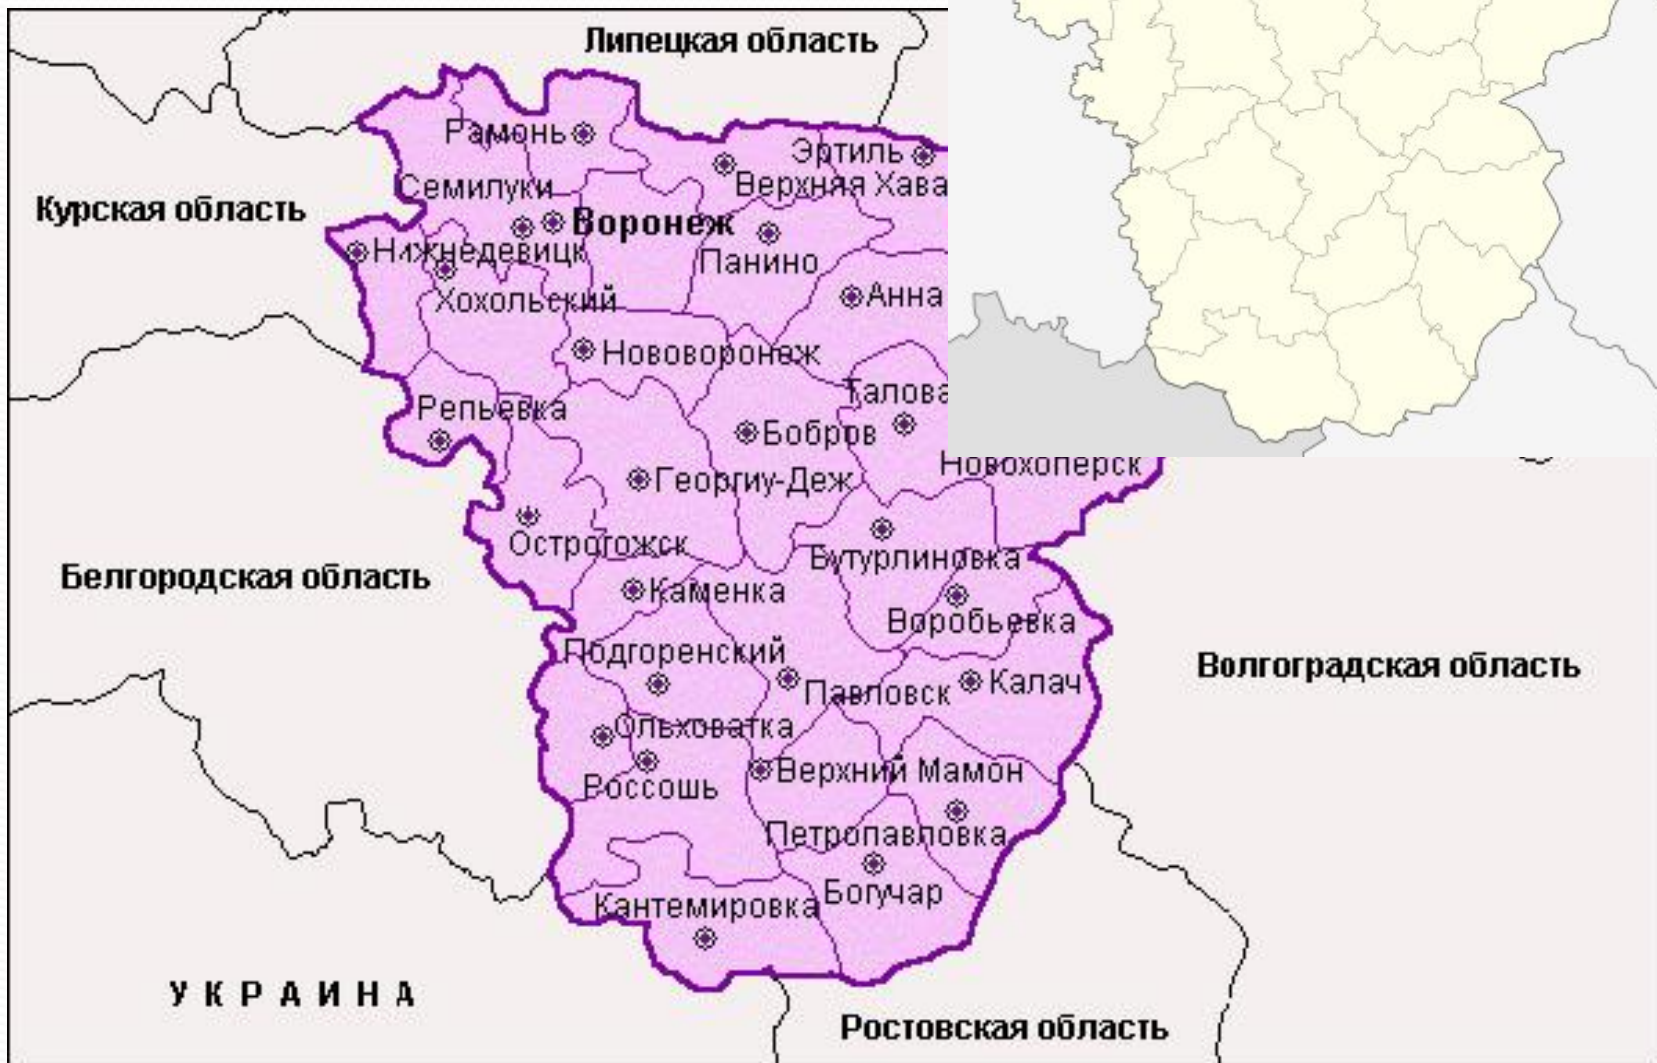 Липецкая область
Рамонь
Эртиль
Верхняя Хава
Семилуки
Курская область
Воронеж
Нижнедевицк
Панино
Хохольский
Анна
Нововоронеж
Талова
Репьевка
Бобров
Новохоперск
Георгиу-Деж
Острогожск
Бутурлиновка
Белгородская область
Каменка
Воробьевка
Подгоренский
Волгоградская область
Павловск
Калач
Ольховатка
Верхний Мамон
Россошь
Петропавловка
Богучар
Кантемировка
УКРАИНА
Ростовская область